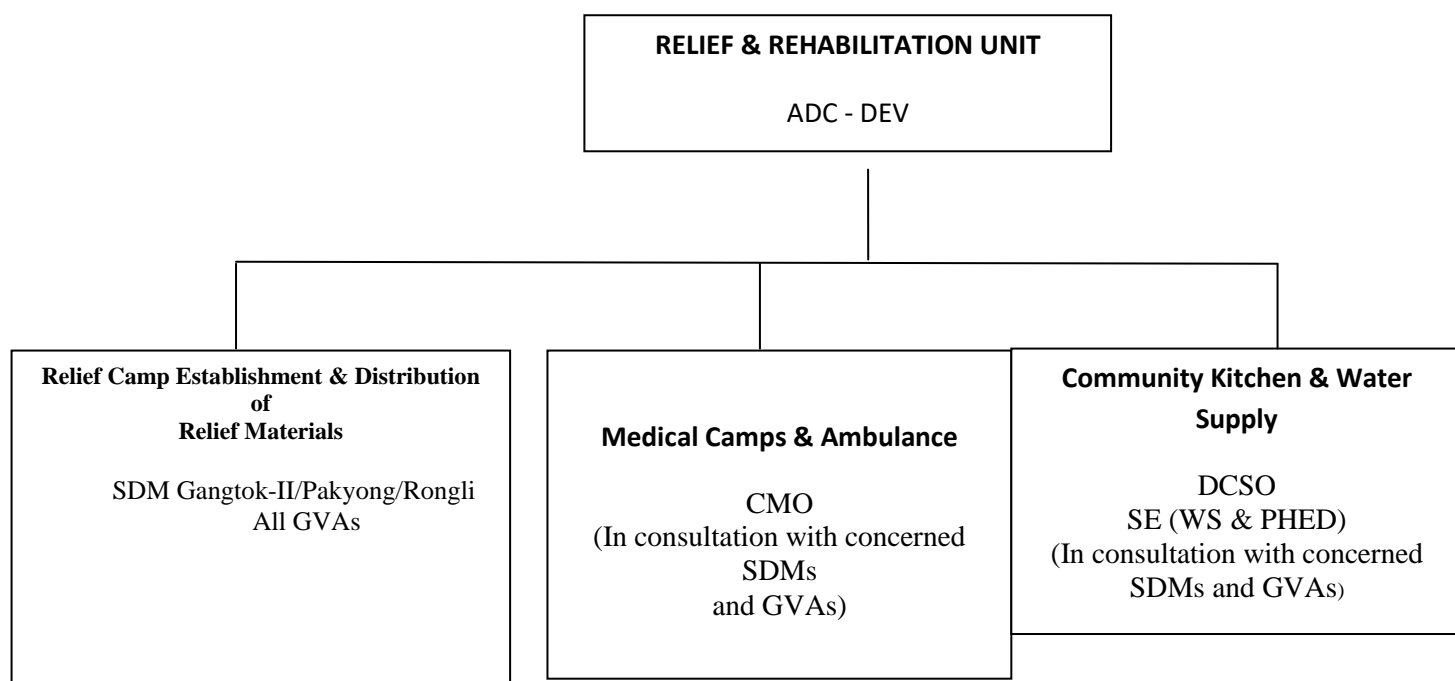 RELIEF & REHABILITATION UNIT
ADC - DEV
Relief Camp Establishment & Distribution
of
Relief Materials
SDM Gangtok-II/Pakyong/Rongli
All GVAs
Medical Camps & Ambulance
CMO
(In consultation with concerned
SDMs
and GVAs)
Community Kitchen & Water
Supply
DCSO
SE (WS & PHED)
(In consultation with concerned
SDMs and GVAs)